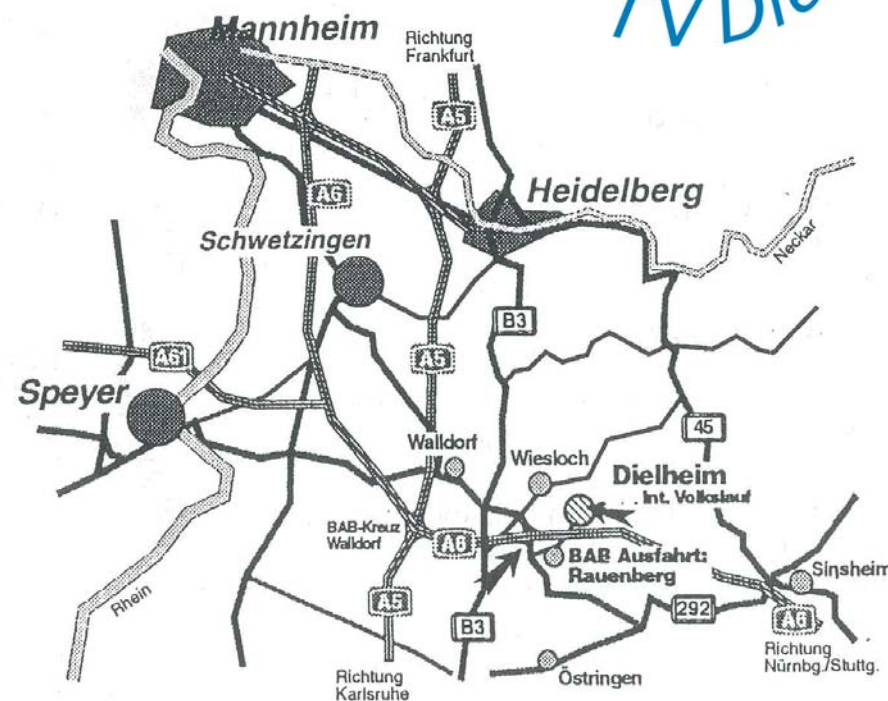 TV
Mannheim
Richtung
Frankfurt
A5
Heidelberg
A6
Schwetzingen
Neckar
B3
A61
A5
Speyer
45
Walldorf
Wiesloch
Dielheim
Int. Volkslauf
BAB-Kreuz
Walldorf
A6
BAB Ausfahrt:
Rauenberg
Sinsheim
Rhein
A5
B3
292
A6
Richtung
Nürnbg./Stuttg.
Östringen
Richtung
Karlsruhe